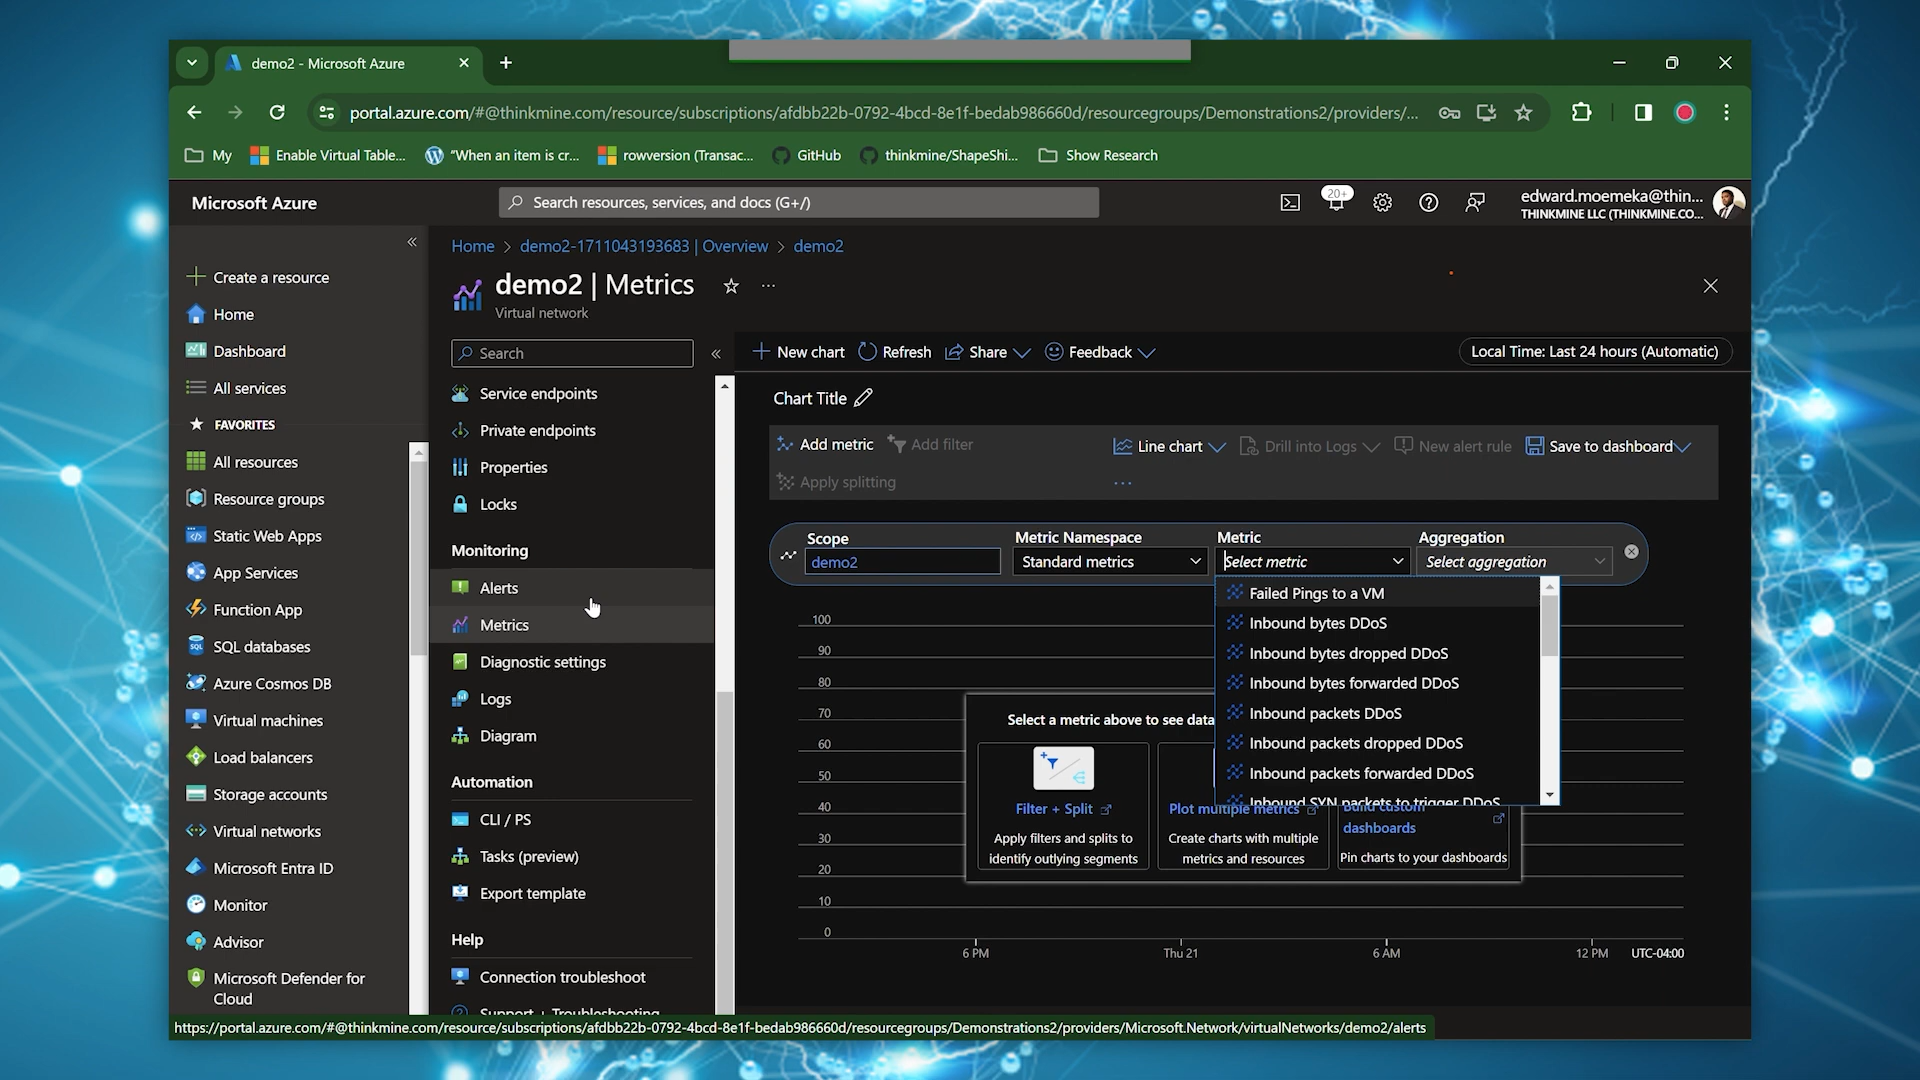 demo2 - Microsoft Azure
portal.azure.com/#@thinkmine.com/resource/subscriptions/afdbb22b-0792-4bcd-8e1f-bedab986660d/resourcegroups/Demonstrations2/providers/...
My
Enable Virtual Table...
"When an item is cr...
rowversion (Transac...
GitHub
thinkmine/ShapeShi...
Show Research
Microsoft Azure
Search resources, services, and docs (G+/)
20+
edward.moemeka@thin...
THINKMINE LLC (THINKMINE.CO...
Home > demo2-1711043193683 | Overview > demo2
demo2 | Metrics
Virtual network
Create a resource
Home
Dashboard
All services
FAVORITES
All resources
Resource groups
Static Web Apps
App Services
Function App
SQL databases
Azure Cosmos DB
Virtual machines
Load balancers
Storage accounts
Virtual networks
Microsoft Entra ID
Monitor
Advisor
Microsoft Defender for
Cloud
Search
Service endpoints
Private endpoints
Properties
Locks
Monitoring
Alerts
Metrics
Diagnostic settings
Logs
Diagram
Automation
CLI / PS
Tasks (preview)
Export template
Help
Connection troubleshoot
Support + Troubleshooting
New chart
Refresh
Share
Feedback
Local Time: Last 24 hours (Automatic)
Chart Title
Add metric
Add filter
Line chart
Drill into Logs
New alert rule
Save to dashboard
Apply splitting
Scope
demo2
Metric Namespace
Standard metrics
Metric
Select metric
Aggregation
Select aggregation
Failed Pings to a VM
Inbound bytes DDoS
Inbound bytes dropped DDoS
Inbound bytes forwarded DDoS
Inbound packets DDoS
Inbound packets dropped DDoS
Inbound packets forwarded DDoS
Inbound SYN packets to trigger DDoS
100
90
80
70
60
50
40
30
20
10
0
Select a metric above to see data
Filter + Split
Apply filters and splits to
identify outlying segments
Plot multiple metrics
Create charts with multiple
metrics and resources
Build custom
dashboards
Pin charts to your dashboards
6 PM
Thu 21
6 AM
12 PM
UTC-04:00
https://portal.azure.com/#@thinkmine.com/resource/subscriptions/afdbb22b-0792-4bcd-8e1f-bedab986660d/resourcegroups/Demonstrations2/providers/Microsoft.Network/virtualNetworks/demo2/alerts